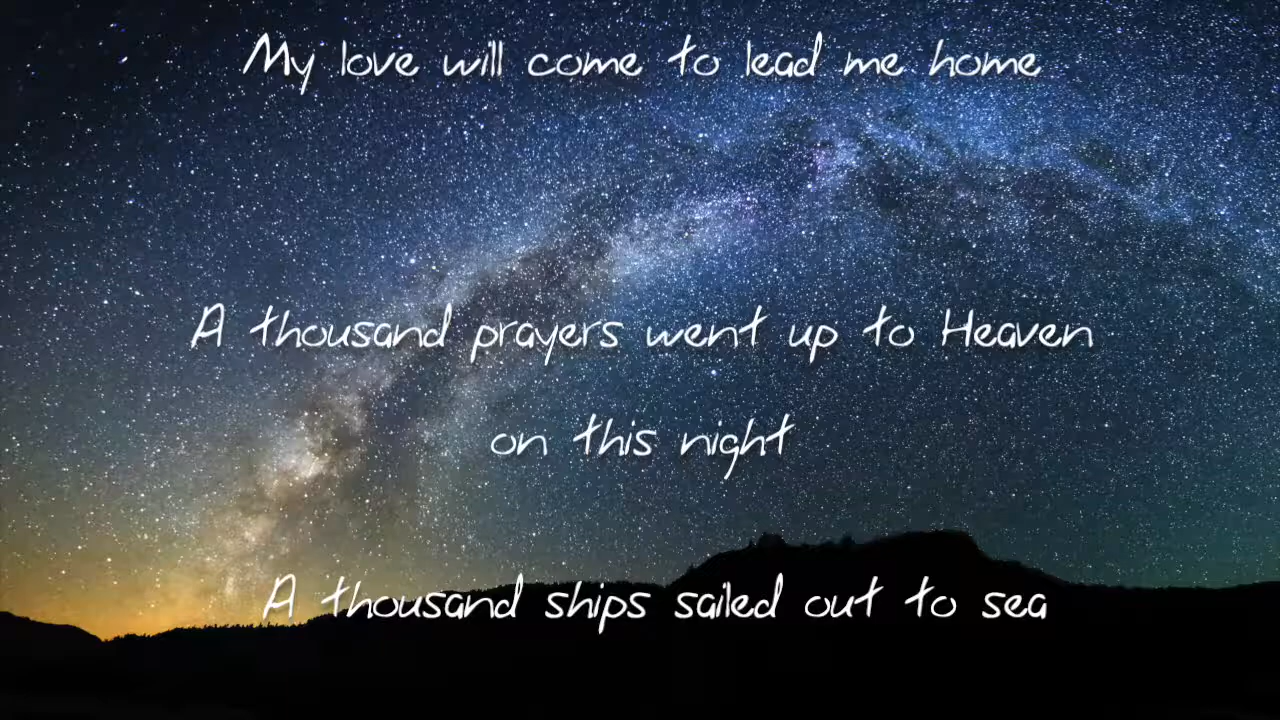 My love will come to lead me home
A thousand prayers went up to Heaven
on this night
A thousand ships sailed out to sea